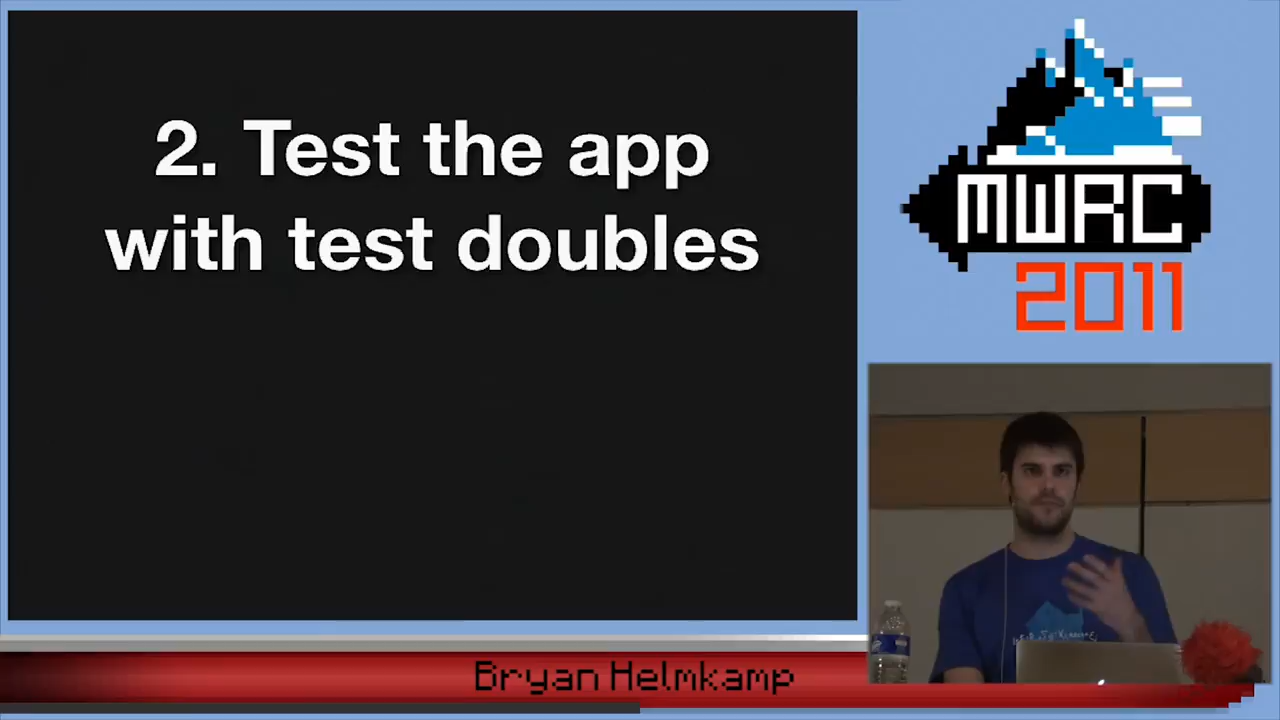 2. Test the app
with test doubles
MWRC
2011
Bryan Helmkamp